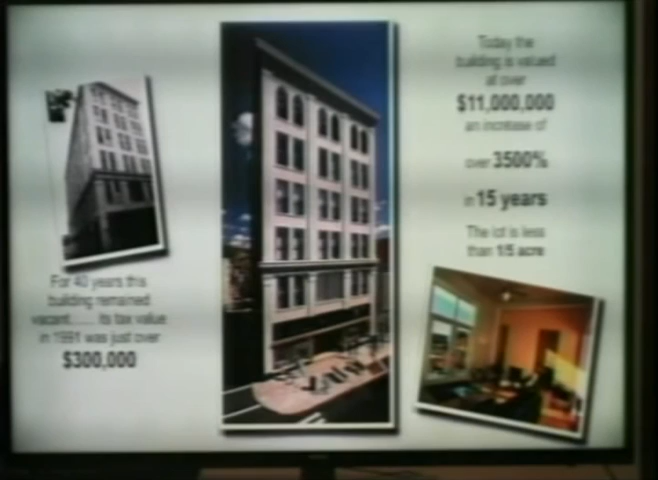 For 40 years this
building remained
vacant..... its tax value
in 1991 was just over
$300,000
Today the
building is valued
at over
$11,000,000
an increase of
over 3500%
in 15 years
The lot is less
than 1/5 acre